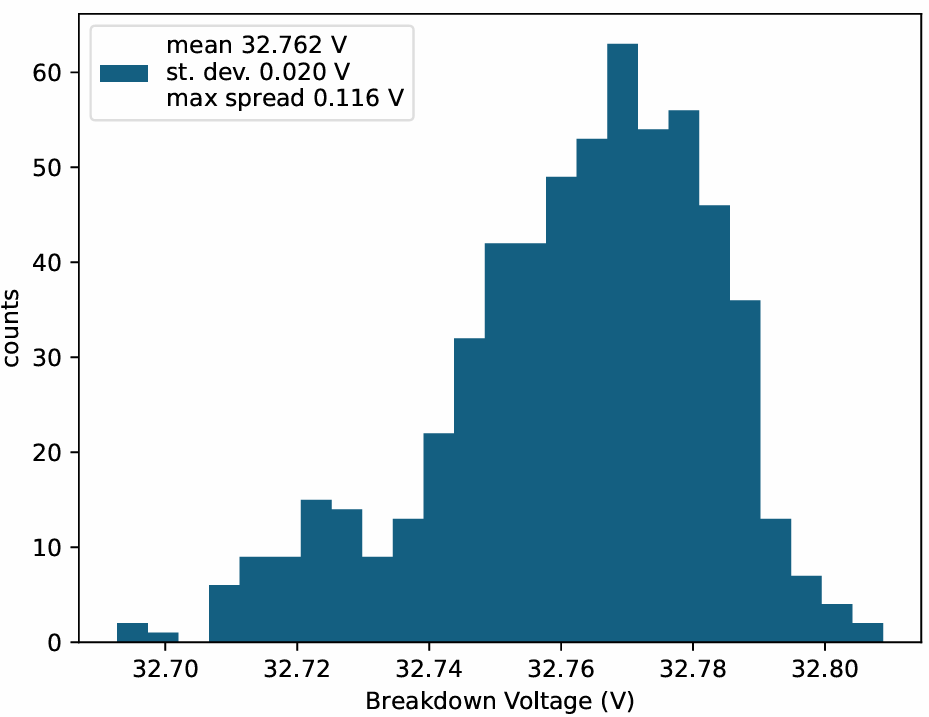 mean 32.762 V
st. dev. 0.020 V
max spread 0.116 V
60
50
40
30
20
10
0
counts
32.70 32.72 32.74 32.76 32.78 32.80
Breakdown Voltage (V)